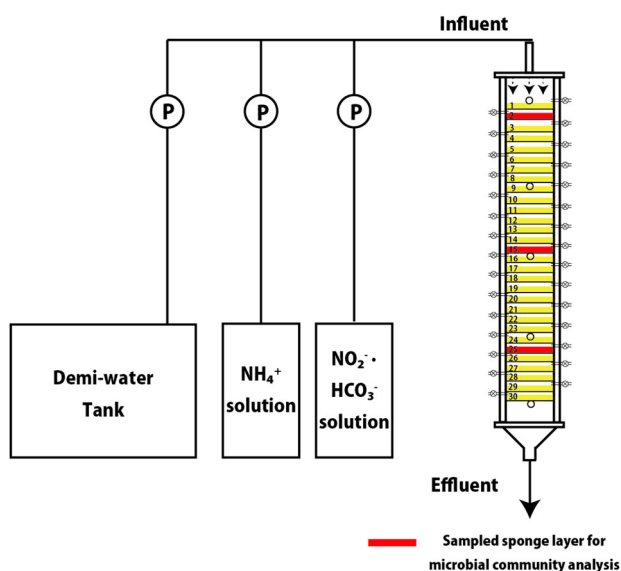 Influent
P
P
P
1
2
3
4
5
6
7
8
9
10
11
12
13
14
15
16
17
18
19
20
21
22
23
24
25
26
27
28
29
30
Demi-water
Tank
NH₄⁺
solution
NO₂⁻·
HCO₃⁻
solution
Effluent
Sampled sponge layer for
microbial community analysis